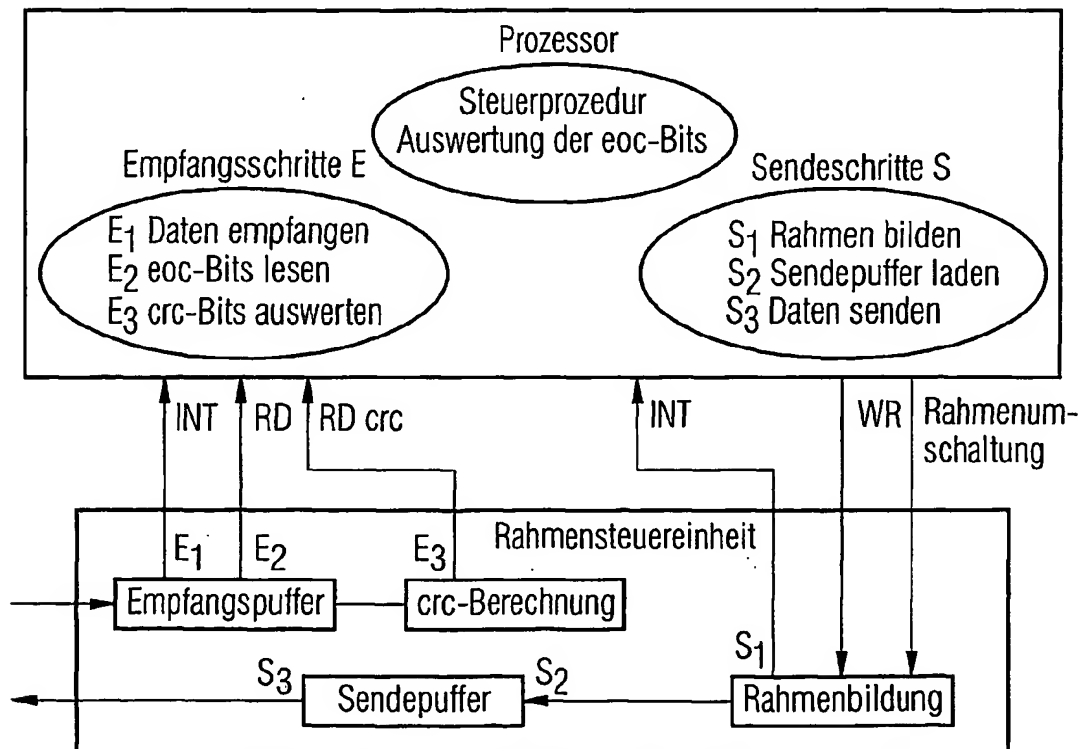 Prozessor
Steuerprozedur
Auswertung der eoc-Bits
Empfangsschritte E
E1 Daten empfangen
E2 eoc-Bits lesen
E3 crc-Bits auswerten
Sendeschritte S
S1 Rahmen bilden
S2 Sendepuffer laden
S3 Daten senden
INT
RD
RD crc
INT
WR
Rahmenum-
schaltung
Rahmensteuereinheit
E1
E2
E3
Empfangspuffer
crc-Berechnung
S3
Sendepuffer
S2
S1
Rahmenbildung